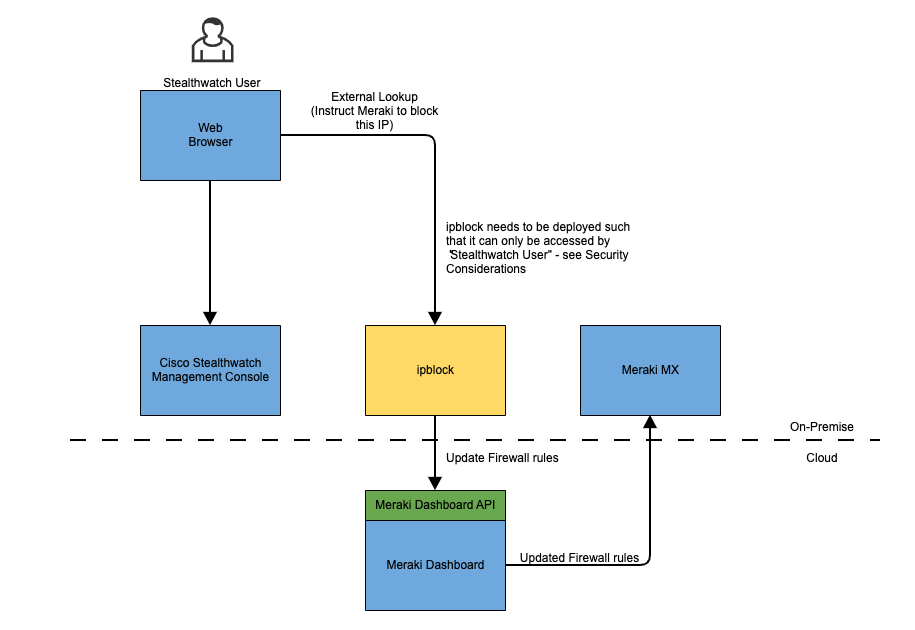 Stealthwatch User
Web
Browser
External Lookup
(Instruct Meraki to block
this IP)
ipblock needs to be deployed such
that it can only be accessed by
"Stealthwatch User" - see Security
Considerations
Cisco Stealthwatch
Management Console
ipblock
Meraki MX
On-Premise
Cloud
Update Firewall rules
Meraki Dashboard API
Meraki Dashboard
Updated Firewall rules